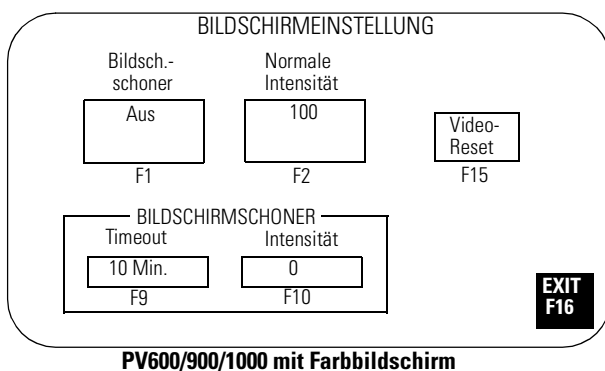 BILDSCHIRMEINSTELLUNG
Bildsch.-
schoner
Normale
Intensität
Aus
100
Video-
Reset
F1
F2
F15
BILDSCHIRMSCHONER
Timeout
Intensität
10 Min.
0
F9
F10
EXIT
F16
PV600/900/1000 mit Farbbildschirm